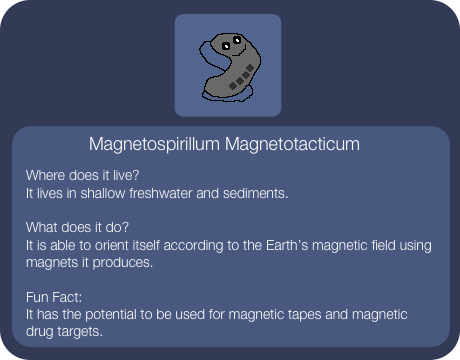 Magnetospirillum Magnetotacticum
Where does it live?
It lives in shallow freshwater and sediments.
What does it do?
It is able to orient itself according to the Earth's magnetic field using
magnets it produces.
Fun Fact:
It has the potential to be used for magnetic tapes and magnetic
drug targets.